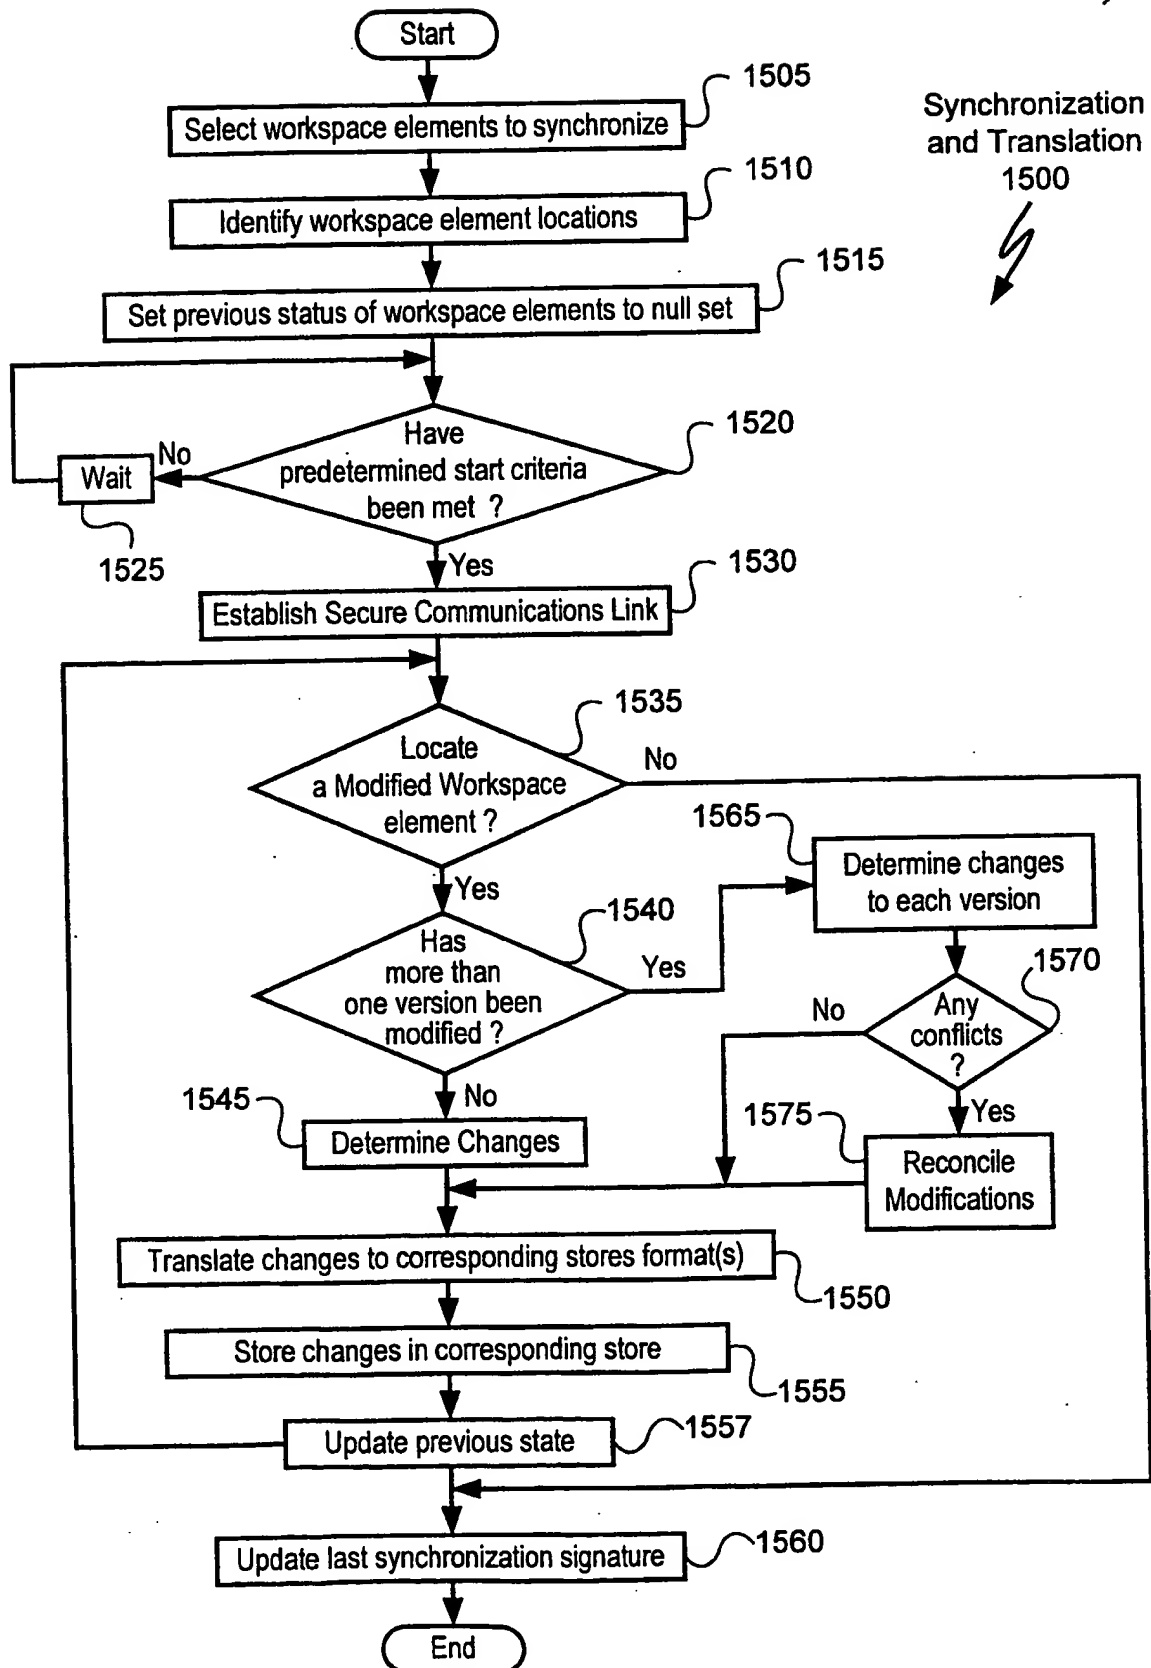 Start
1505
Select workspace elements to synchronize
Synchronization
and Translation
1500
1510
Identify workspace element locations
1515
Set previous status of workspace elements to null set
Have
predetermined start criteria
been met ?
1520
No
Wait
1525
Yes
1530
Establish Secure Communications Link
1535
Locate
a Modified Workspace
element ?
No
Yes
1565
Determine changes
to each version
1540
Has
more than
one version been
modified ?
Yes
1570
Any
conflicts
?
No
No
Yes
1545
Determine Changes
1575
Reconcile
Modifications
Translate changes to corresponding stores format(s)
1550
Store changes in corresponding store
1555
Update previous state
1557
Update last synchronization signature
1560
End